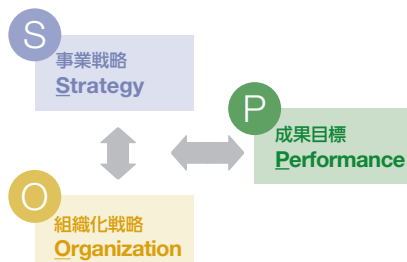 S
事業戦略
Strategy
P
成果目標
Performance
O
組織化戦略
Organization